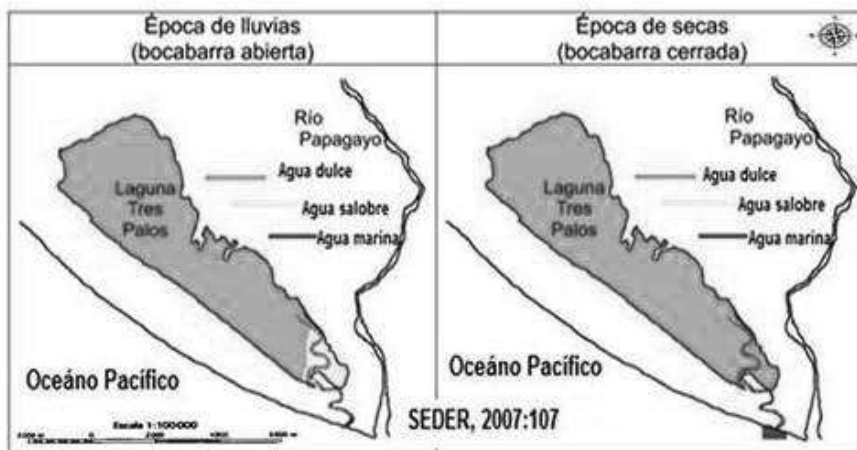 Época de lluvias
(bocabarra abierta)
Época de secas
(bocabarra cerrada)
Río
Papagayo
Agua dulce
Laguna
Tres
Palos
Agua salobre
Agua marina
Oceáno Pacífico
Escala 1:100000
Río
Papagayo
Agua dulce
Laguna
Tres
Palos
Agua salobre
Agua marina
Oceáno Pacífico
SEDER, 2007:107